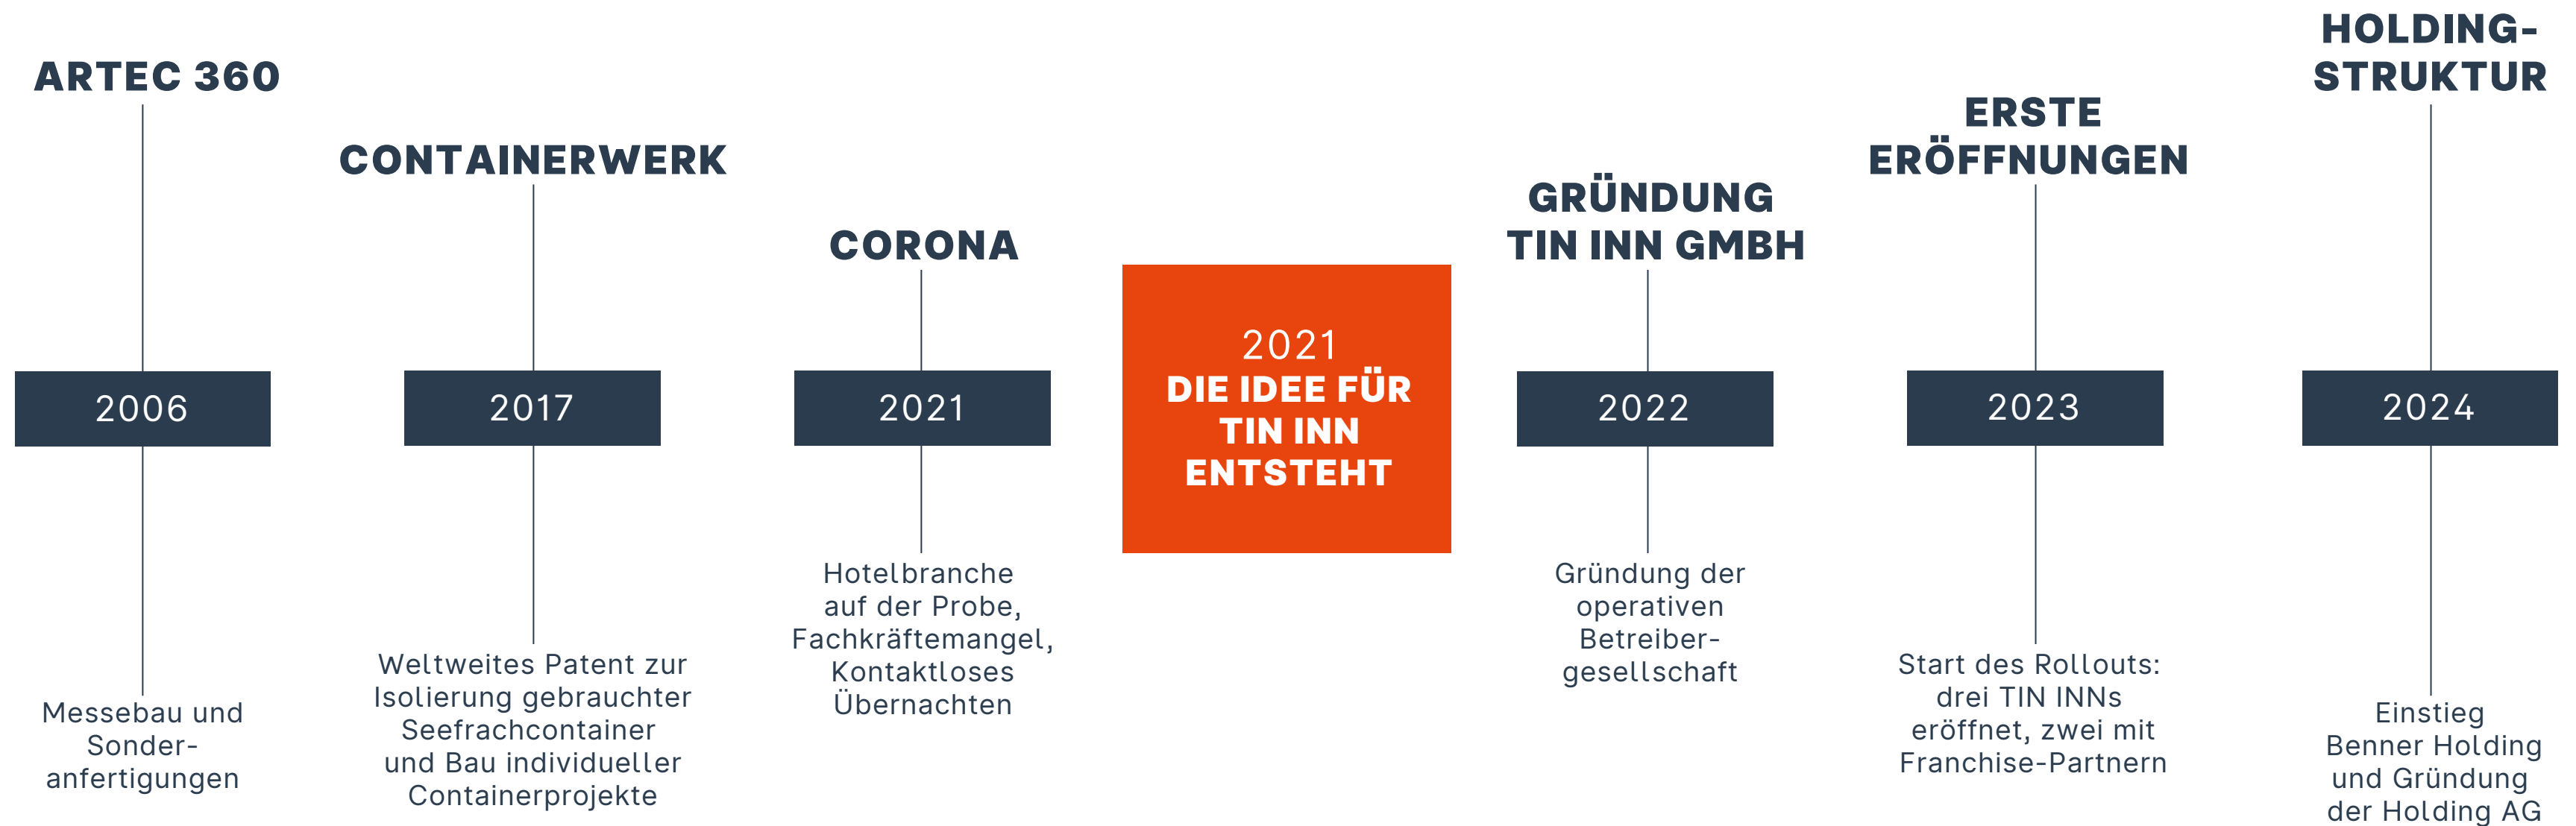 ARTEC 360
2006
Messebau und
Sonder-
anfertigungen
CONTAINERWERK
2017
Weltweites Patent zur
Isolierung gebrauchter
Seefrachcontainer
und Bau individueller
Containerprojekte
CORONA
2021
Hotelbranche
auf der Probe,
Fachkräftemangel,
Kontaktloses
Übernachten
2021
DIE IDEE FÜR
TIN INN
ENTSTEHT
GRÜNDUNG
TIN INN GMBH
2022
Gründung der
operativen
Betreiber-
gesellschaft
ERSTE
ERÖFFNUNGEN
2023
Start des Rollouts:
drei TIN INNs
eröffnet, zwei mit
Franchise-Partnern
HOLDING-
STRUKTUR
2024
Einstieg
Benner Holding
und Gründung
der Holding AG